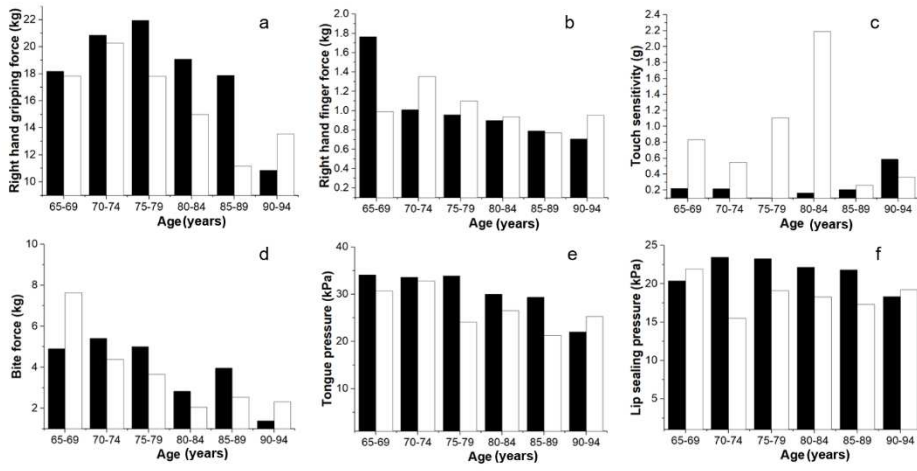 a
Right hand gripping force (kg)
22
20
18
16
14
12
10
65-69 70-74 75-79 80-84 85-89 90-94
Age (years)
b
Right hand finger force (kg)
2.0
1.8
1.6
1.4
1.2
1.0
0.8
0.6
0.4
0.2
65-69 70-74 75-79 80-84 85-89 90-94
Age (years)
c
Touch sensitivity (g)
2.4
2.2
2.0
1.8
1.6
1.4
1.2
1.0
0.8
0.6
0.4
0.2
65-69 70-74 75-79 80-84 85-89 90-94
Age (years)
d
Bite force (kg)
10
8
6
4
2
65-69 70-74 75-79 80-84 85-89 90-94
Age (years)
e
Tongue pressure (kPa)
40
30
20
10
65-69 70-74 75-79 80-84 85-89 90-94
Age (years)
f
Lip sealing pressure (kPa)
25
20
15
10
5
65-69 70-74 75-79 80-84 85-89 90-94
Age (years)